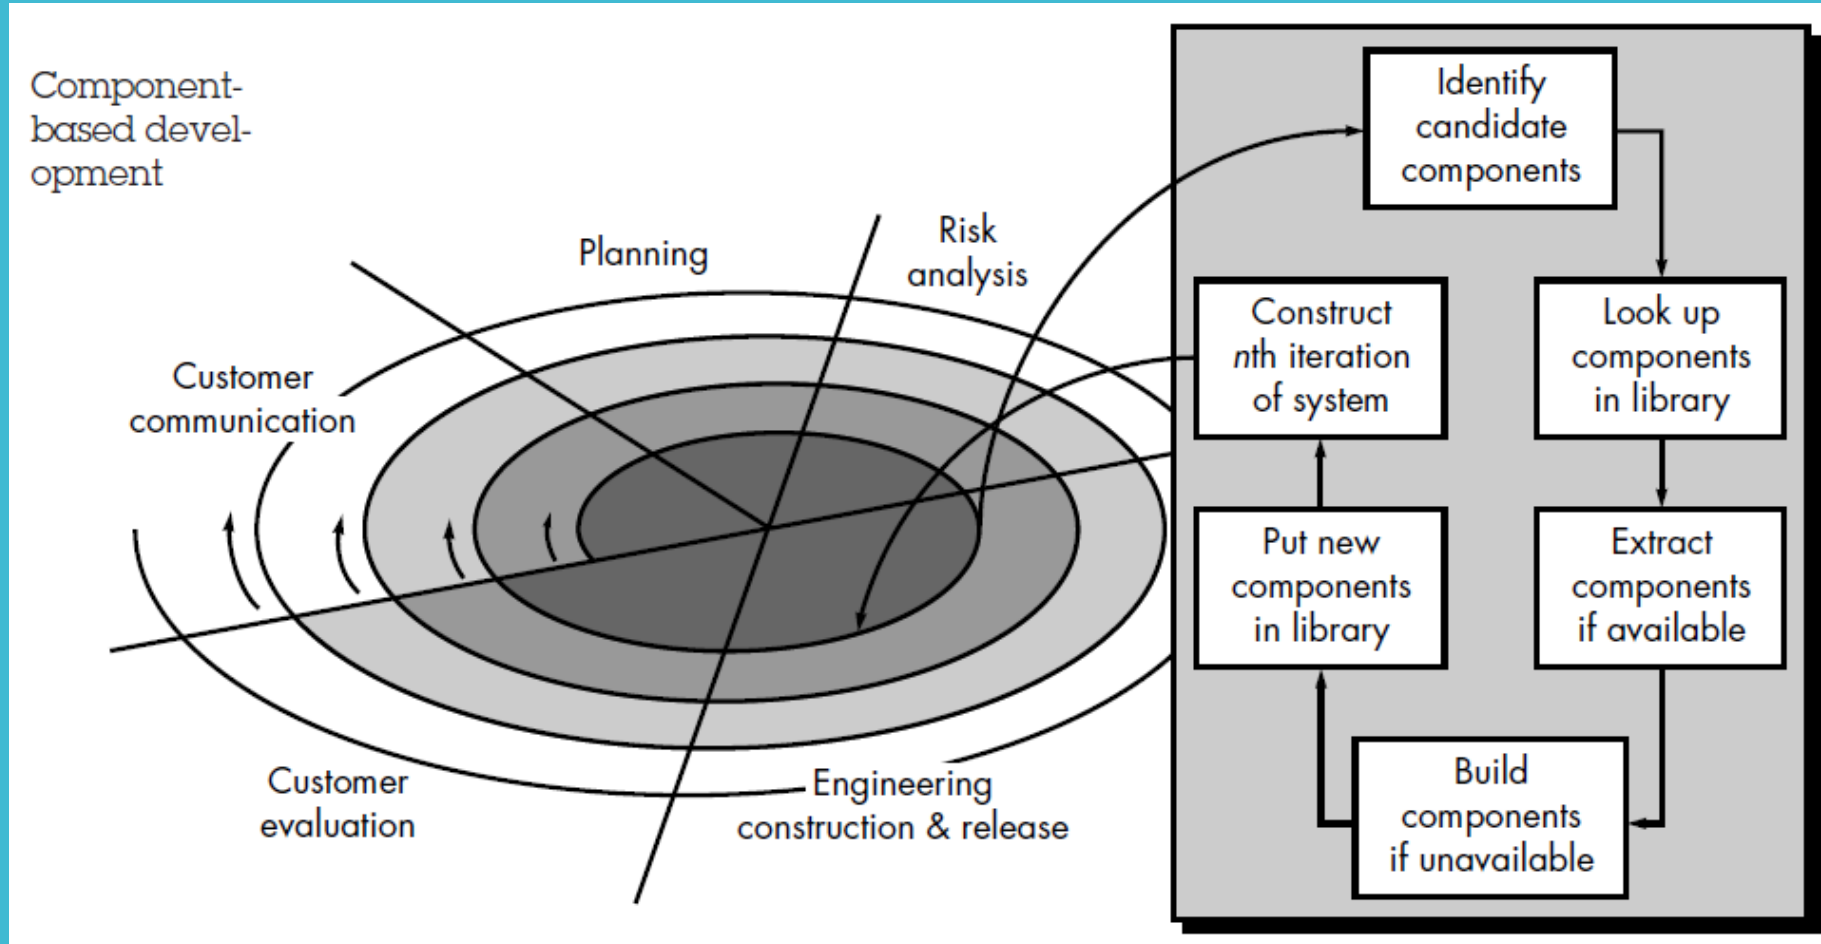 Component-
based devel-
opment
Planning
Risk
analysis
Customer
communication
Customer
evaluation
Engineering
construction & release
Identify
candidate
components
Look up
components
in library
Extract
components
if available
Build
components
if unavailable
Put new
components
in library
Construct
nth iteration
of system